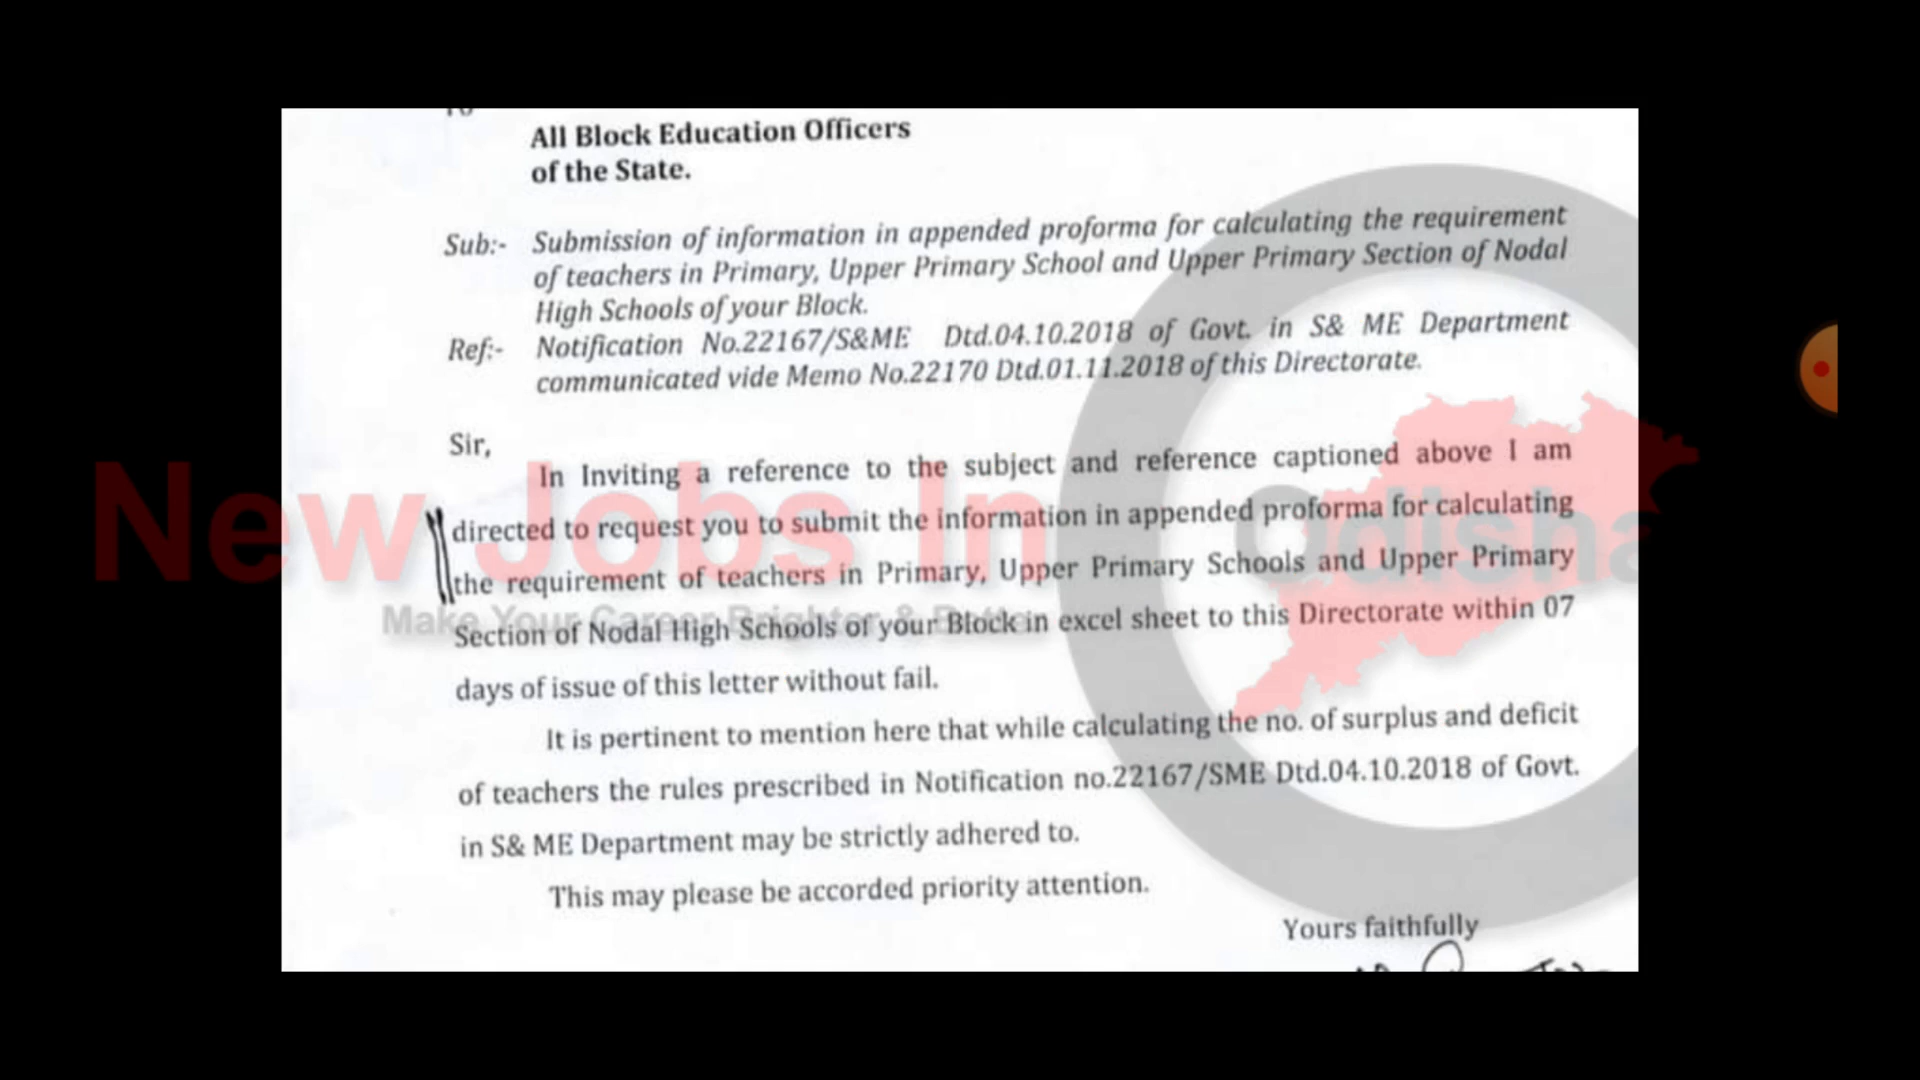 To
All Block Education Officers
of the State.
Sub:- Submission of information in appended proforma for calculating the requirement
of teachers in Primary, Upper Primary School and Upper Primary Section of Nodal
High Schools of your Block.
Ref:- Notification No.22167/S&ME Dtd.04.10.2018 of Govt. in S& ME Department
communicated vide Memo No.22170 Dtd.01.11.2018 of this Directorate.
Sir,
In Inviting a reference to the subject and reference captioned above I am
directed to request you to submit the information in appended proforma for calculating
the requirement of teachers in Primary, Upper Primary Schools and Upper Primary
Section of Nodal High Schools of your Block in excel sheet to this Directorate within 07
days of issue of this letter without fail.
It is pertinent to mention here that while calculating the no. of surplus and deficit
of teachers the rules prescribed in Notification no.22167/SME Dtd.04.10.2018 of Govt.
in S& ME Department may be strictly adhered to.
This may please be accorded priority attention.
Yours faithfully
New Jobs In Odisha
Make Your Career Brighter & Better